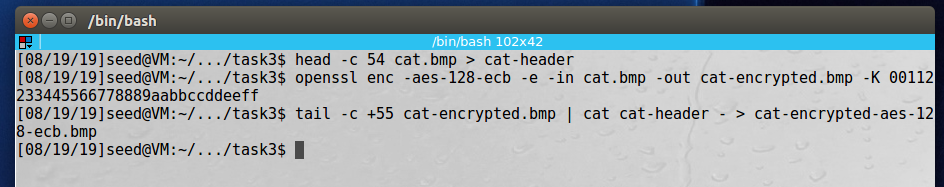 /bin/bash
/bin/bash 102x42
[08/19/19]seed@VM:~/.../task3$ head -c 54 cat.bmp > cat-header
[08/19/19]seed@VM:~/.../task3$ openssl enc -aes-128-ecb -e -in cat.bmp -out cat-encrypted.bmp -K 00112
233445566778889aabbccddeeff
[08/19/19]seed@VM:~/.../task3$ tail -c +55 cat-encrypted.bmp | cat cat-header - > cat-encrypted-aes-12
8-ecb.bmp
[08/19/19]seed@VM:~/.../task3$